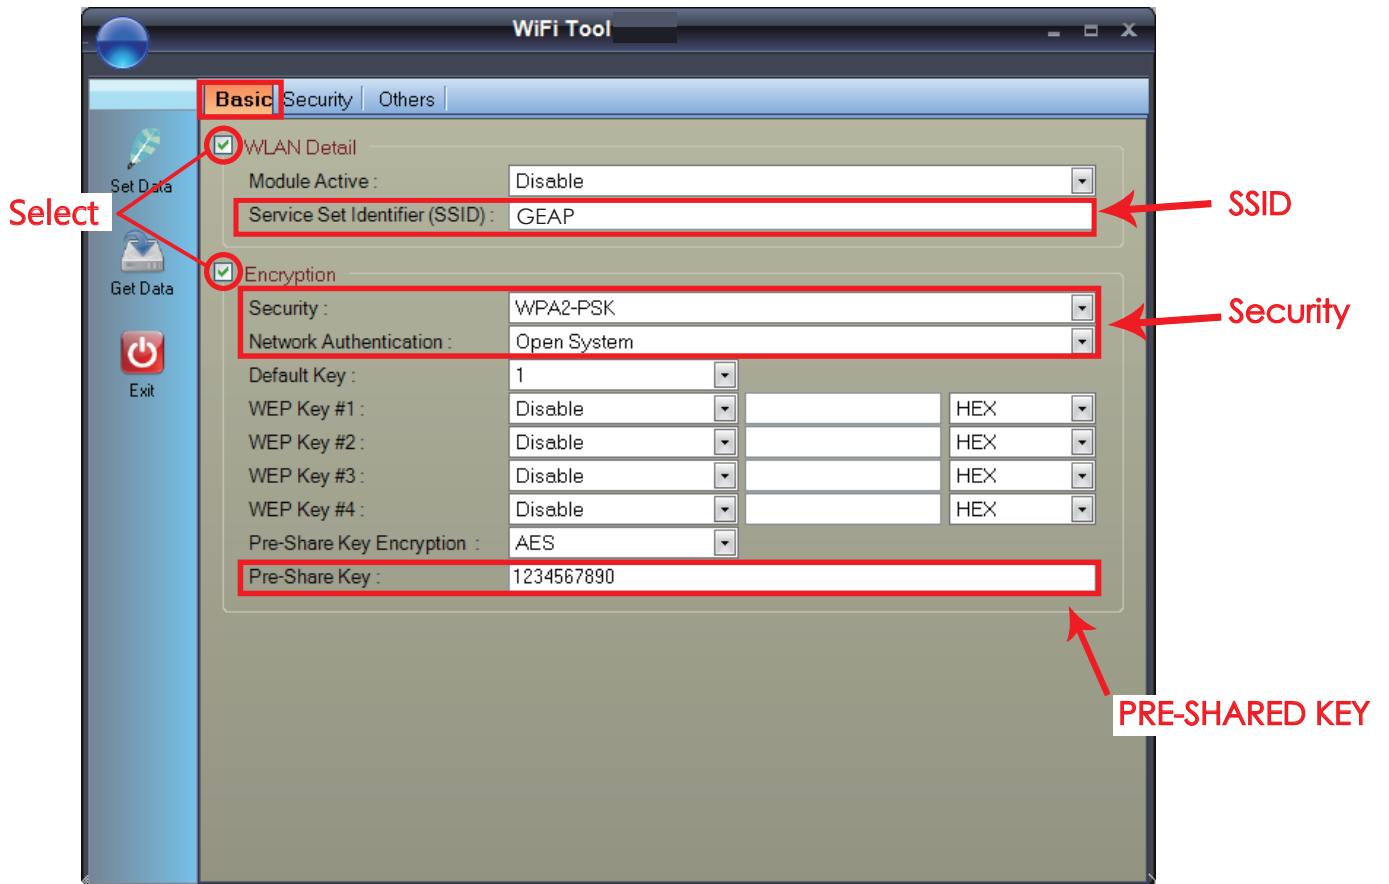 WiFi Tool
Basic Security Others
WLAN Detail
Set Data
Module Active : Disable
Select
Service Set Identifier (SSID) : GEAP
SSID
Encryption
Get Data
Security : WPA2-PSK
Security
Network Authentication : Open System
Default Key : 1
Exit
WEP Key #1 : Disable HEX
WEP Key #2 : Disable HEX
WEP Key #3 : Disable HEX
WEP Key #4 : Disable HEX
Pre-Share Key Encryption : AES
Pre-Share Key : 1234567890
PRE-SHARED KEY